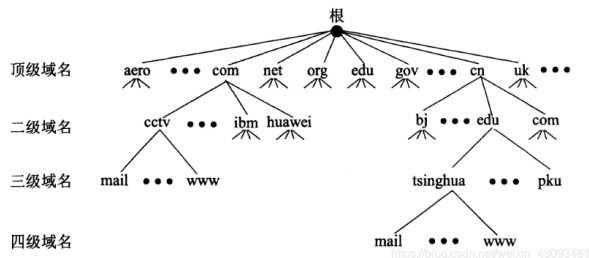 根
顶级域名 aero ••• com net org edu gov ••• cn uk •••
二级域名 cctv ••• ibm huawei bj ••• edu com
三级域名 mail ••• www tsinghua ••• pku
四级域名 mail ••• www
https://blog.csdn.net/weixin_43093481